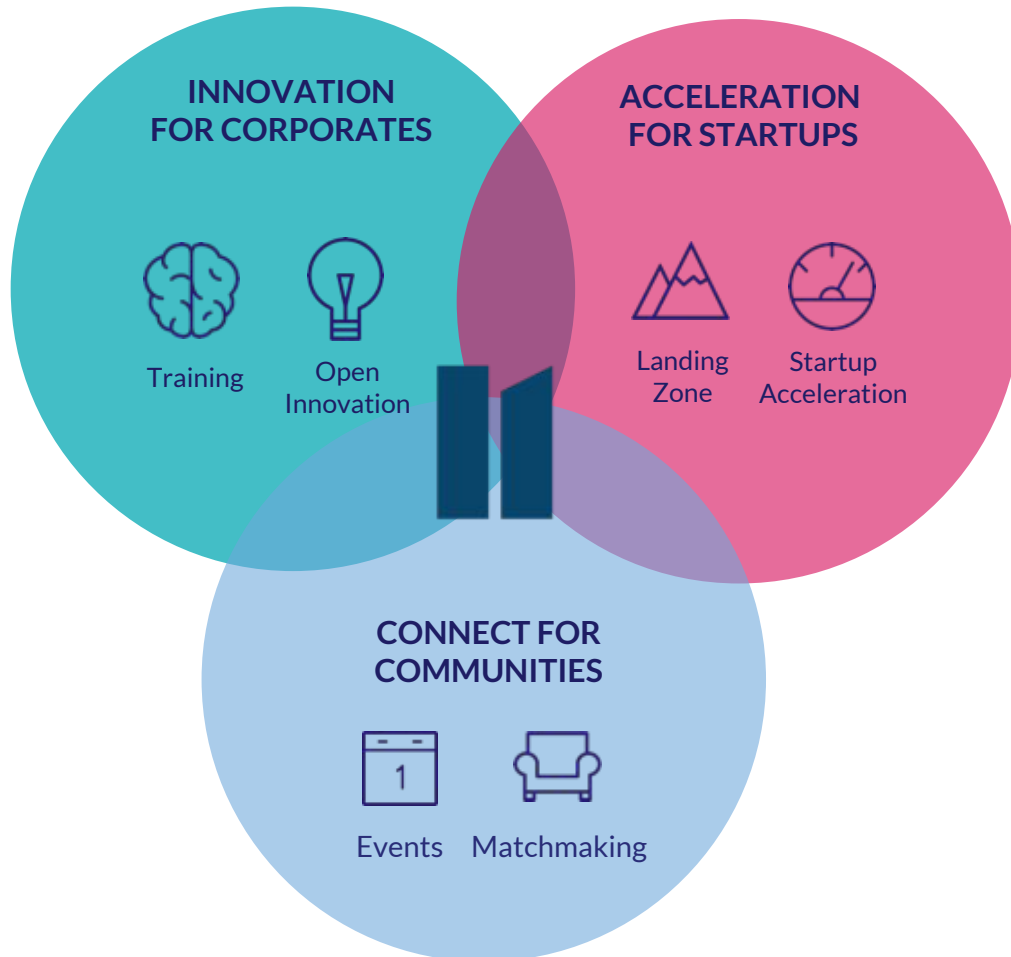 INNOVATION
FOR CORPORATES
Training
Open
Innovation
ACCELERATION
FOR STARTUPS
Landing
Zone
Startup
Acceleration
CONNECT FOR
COMMUNITIES
1
Events
Matchmaking